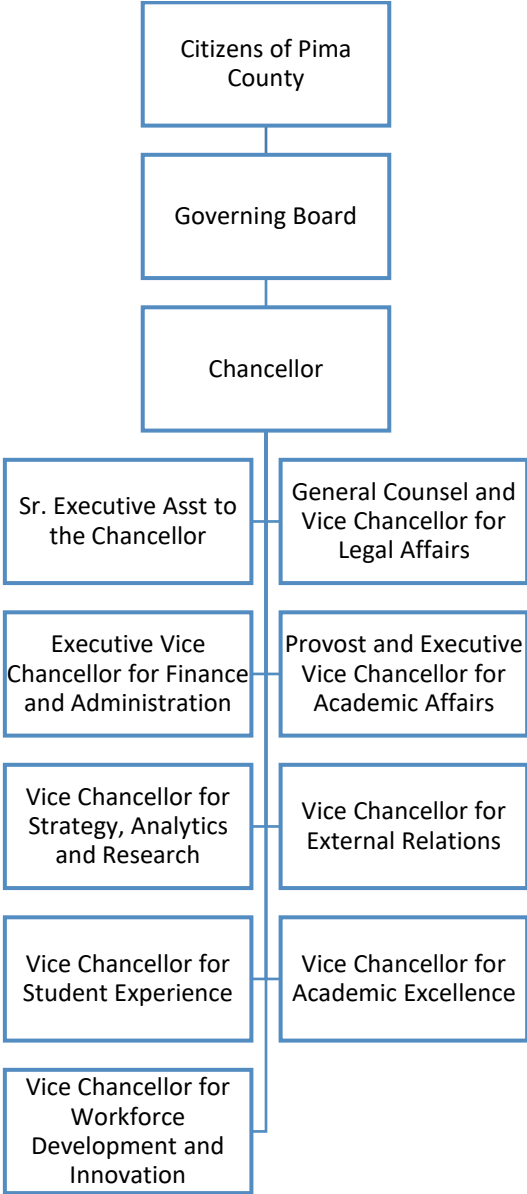 Citizens of Pima
County
Governing Board
Chancellor
Sr. Executive Asst to
the Chancellor
General Counsel and
Vice Chancellor for
Legal Affairs
Executive Vice
Chancellor for Finance
and Administration
Provost and Executive
Vice Chancellor for
Academic Affairs
Vice Chancellor for
Strategy, Analytics
and Research
Vice Chancellor for
External Relations
Vice Chancellor for
Student Experience
Vice Chancellor for
Academic Excellence
Vice Chancellor for
Workforce
Development and
Innovation